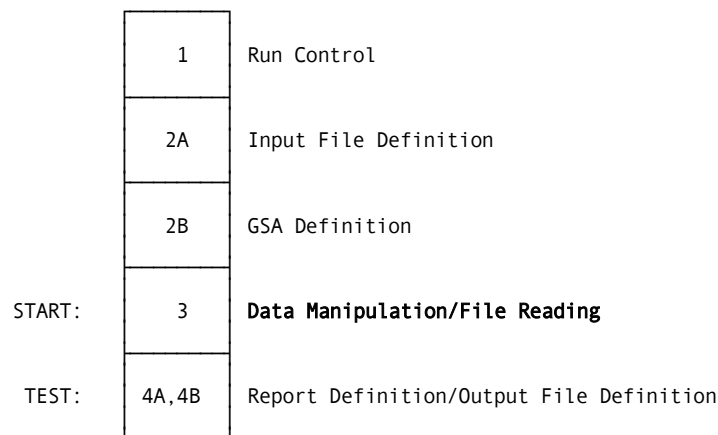 1 Run Control
2A Input File Definition
2B GSA Definition
START: 3 Data Manipulation/File Reading
TEST: 4A,4B Report Definition/Output File Definition